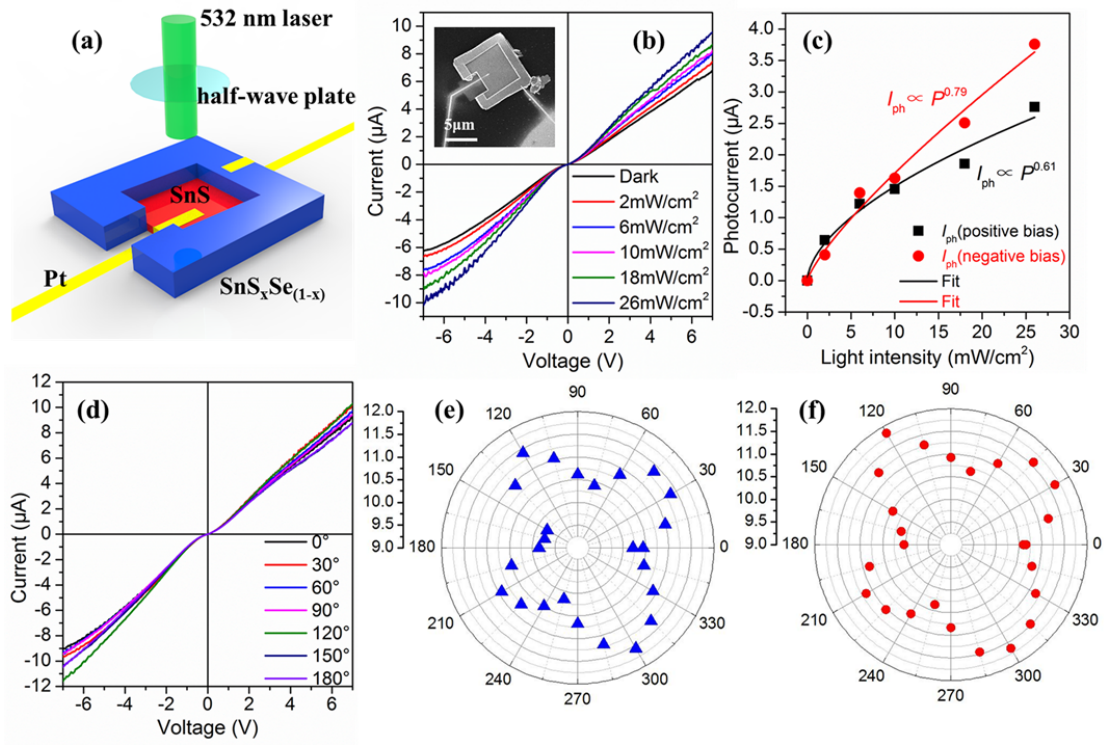 (a)
532 nm laser
half-wave plate
SnS
Pt
SnSxSe(1-x)
(b)
5μm
Current (μA)
10
8
6
4
2
0
-2
-4
-6
-8
-10
Dark
2mW/cm²
6mW/cm²
10mW/cm²
18mW/cm²
26mW/cm²
-6 -4 -2 0 2 4 6
Voltage (V)
(c)
Photocurrent (μA)
4.0
3.5
3.0
2.5
2.0
1.5
1.0
0.5
0.0
-0.5
Iph∝ P^0.79
Iph∝ P^0.61
Iph(positive bias)
Iph(negative bias)
Fit
Fit
0 5 10 15 20 25 30
Light intensity (mW/cm²)
(d)
Current (μA)
12
10
8
6
4
2
0
-2
-4
-6
-8
-10
-12
0°
30°
60°
90°
120°
150°
180°
-6 -4 -2 0 2 4 6
Voltage (V)
(e)
12.0
11.5
11.0
10.5
10.0
9.5
9.0
0
30
60
90
120
150
180
210
240
270
300
330
(f)
12.0
11.5
11.0
10.5
10.0
9.5
9.0
0
30
60
90
120
150
180
210
240
270
300
330